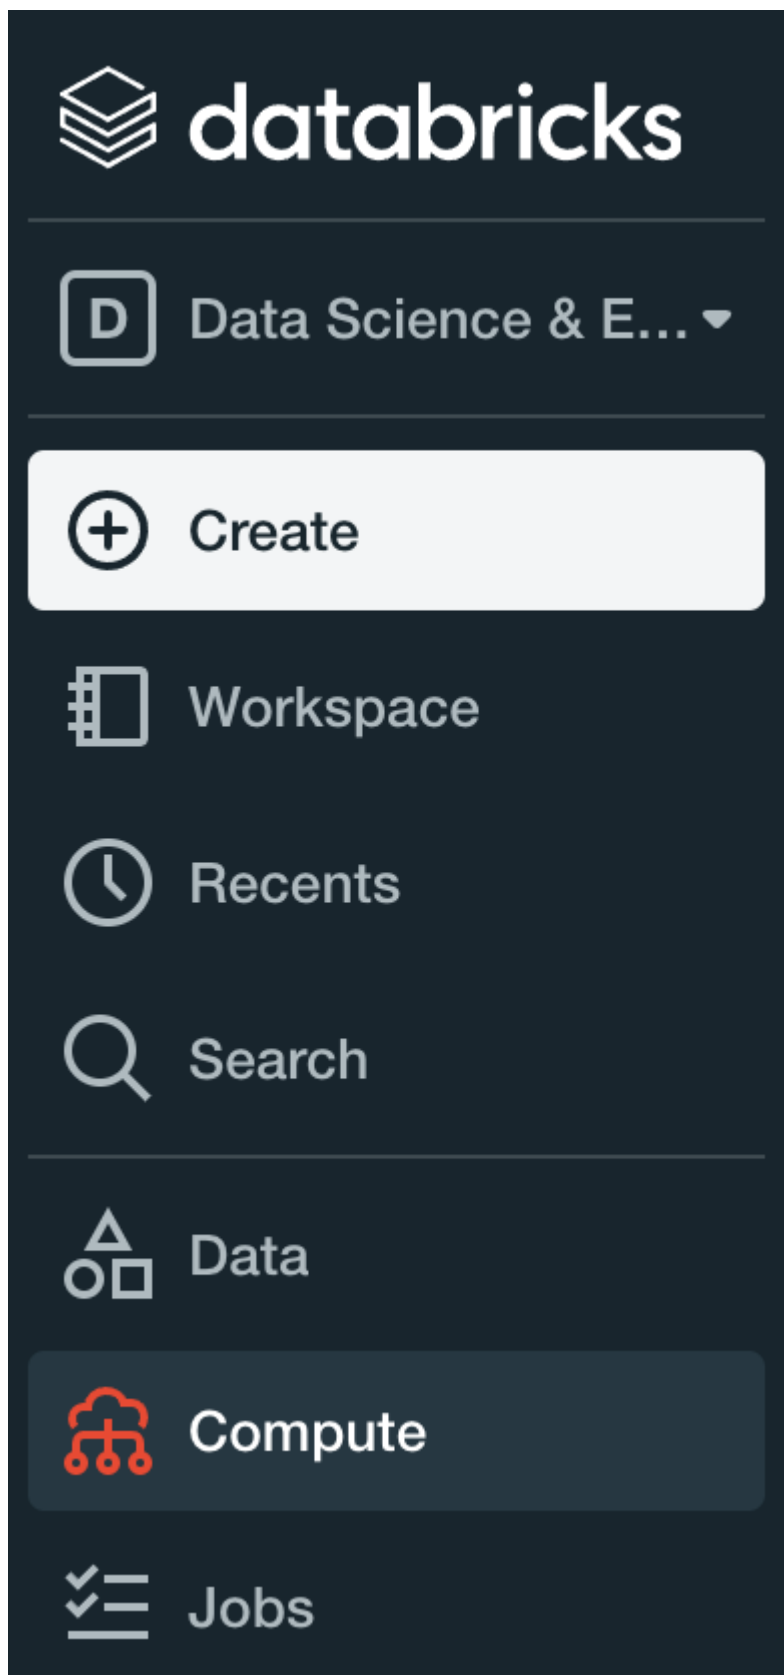 databricks
D Data Science & E...
Create
Workspace
Recents
Search
Data
Compute
Jobs